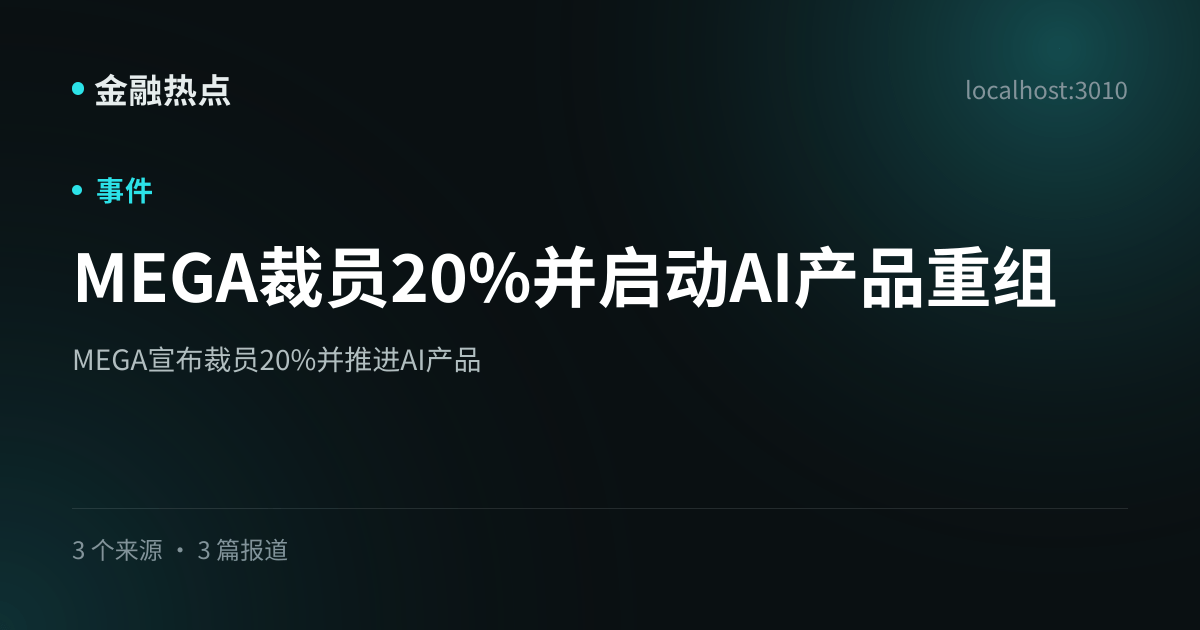 金融热点
localhost:3010
事件
MEGA裁员20%并启动AI产品重组
MEGA宣布裁员20%并推进AI产品
3 个来源 · 3 篇报道